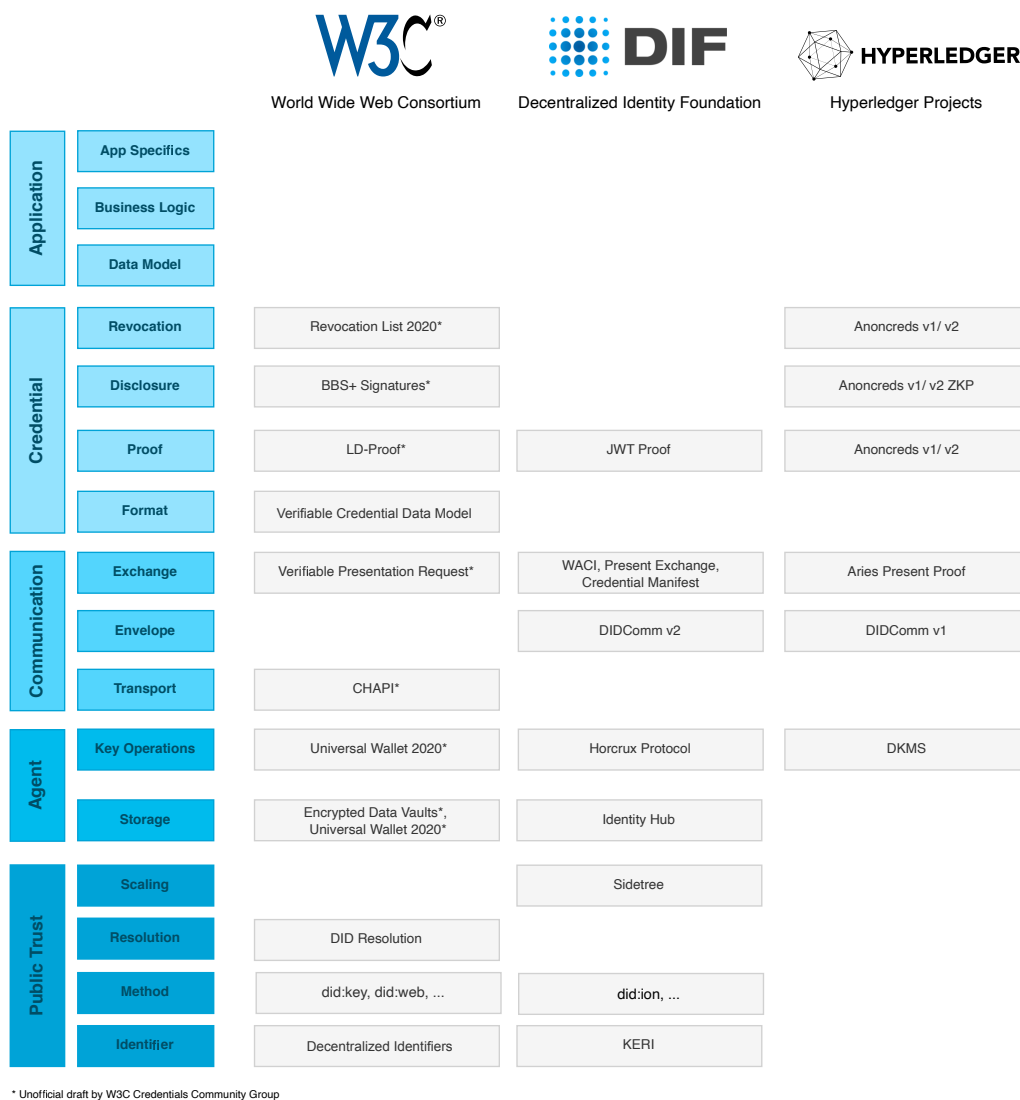 W3C®
DIF
HYPERLEDGER
World Wide Web Consortium
Decentralized Identity Foundation
Hyperledger Projects
Application
App Specifics
Business Logic
Data Model
Credential
Revocation
Revocation List 2020*
Anoncreds v1/ v2
Disclosure
BBS+ Signatures*
Anoncreds v1/ v2 ZKP
Proof
LD-Proof*
JWT Proof
Anoncreds v1/ v2
Format
Verifiable Credential Data Model
Communication
Exchange
Verifiable Presentation Request*
WACI, Present Exchange,
Credential Manifest
Aries Present Proof
Envelope
DIDComm v2
DIDComm v1
Transport
CHAPI*
Agent
Key Operations
Universal Wallet 2020*
Horcrux Protocol
DKMS
Storage
Encrypted Data Vaults*,
Universal Wallet 2020*
Identity Hub
Public Trust
Scaling
Sidetree
Resolution
DID Resolution
Method
did:key, did:web, ...
did:ion, ...
Identifier
Decentralized Identifiers
KERI
* Unofficial draft by W3C Credentials Community Group